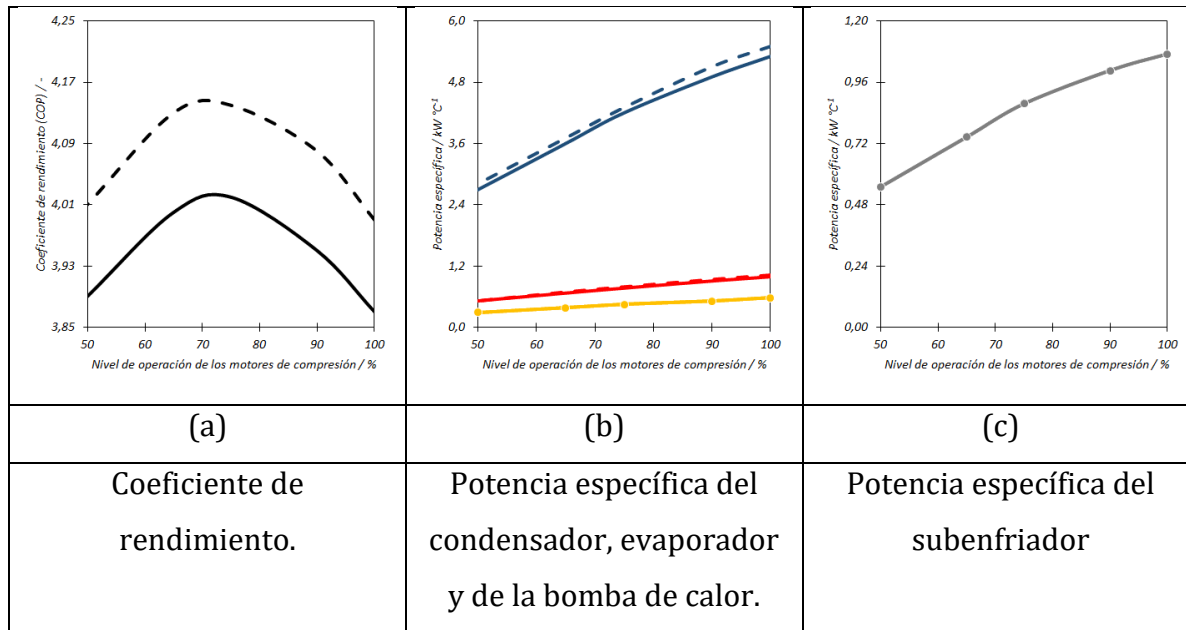 4,25
4,17
4,09
4,01
3,93
3,85
Coeficiente de rendimiento (COP) / -
50 60 70 80 90 100
Nivel de operación de los motores de compresión / %
6,0
4,8
3,6
2,4
1,2
0,0
Potencia específica / kW °C⁻¹
50 60 70 80 90 100
Nivel de operación de los motores de compresión / %
1,20
0,96
0,72
0,48
0,24
0,00
Potencia específica / kW °C⁻¹
50 60 70 80 90 100
Nivel de operación de los motores de compresión / %
(a)
(b)
(c)
Coeficiente de
rendimiento.
Potencia específica del
condensador, evaporador
y de la bomba de calor.
Potencia específica del
subenfriador